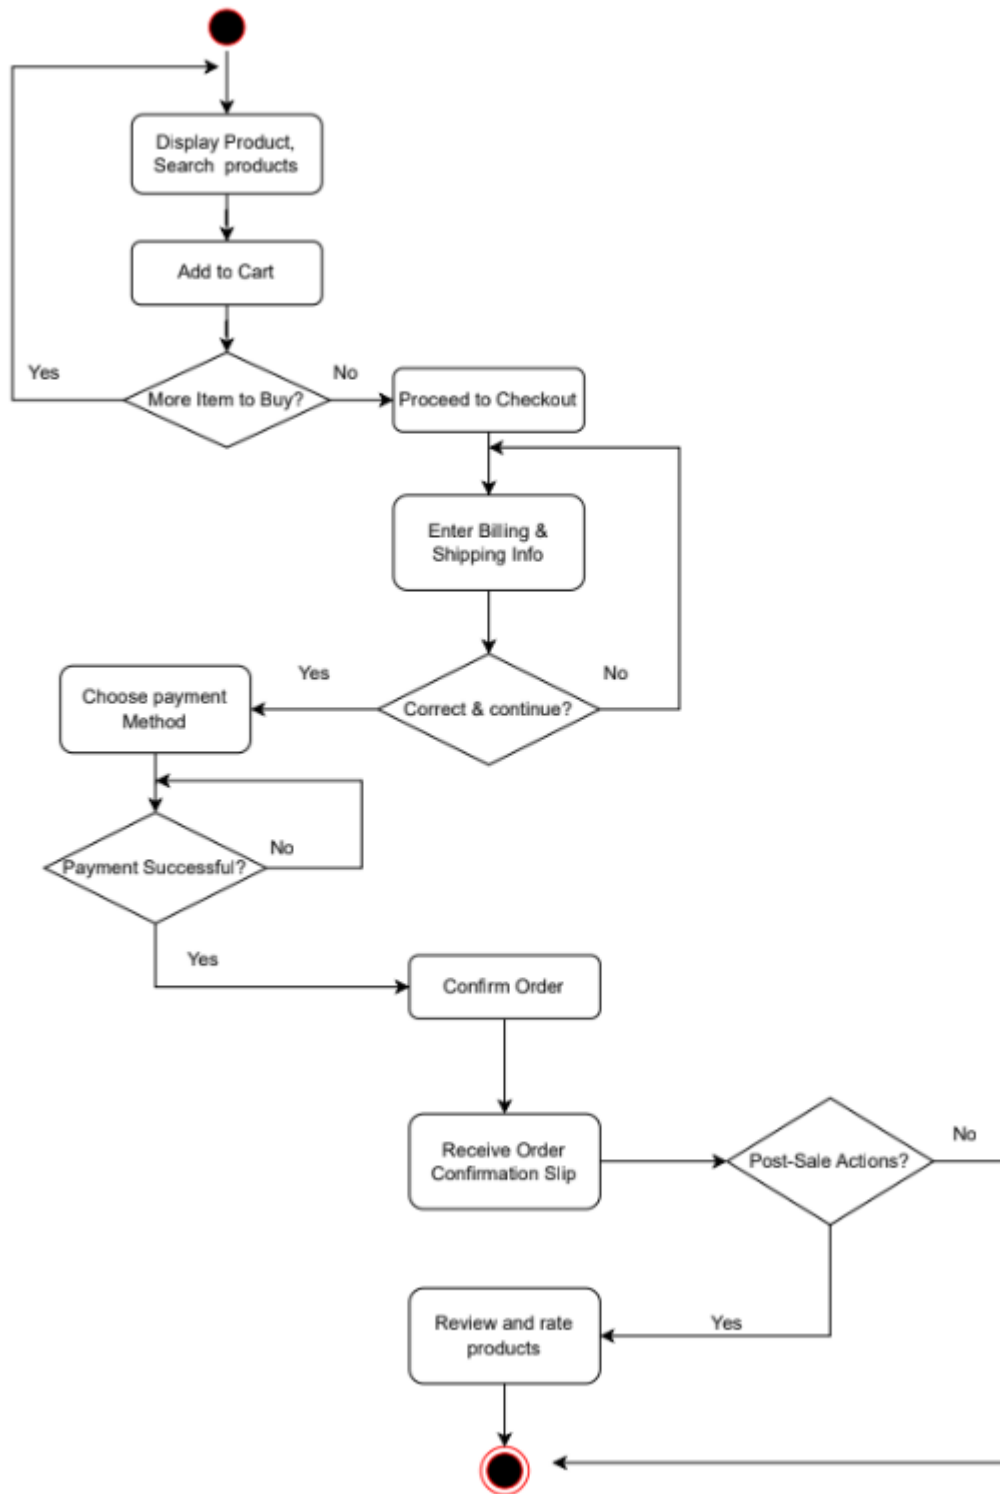 Display Product,
Search products
Add to Cart
Yes
More Item to Buy?
No
Proceed to Checkout
Enter Billing &
Shipping Info
Choose payment
Method
Yes
Correct & continue?
No
Payment Successful?
No
Yes
Confirm Order
Receive Order
Confirmation Slip
Post-Sale Actions?
No
Review and rate
products
Yes